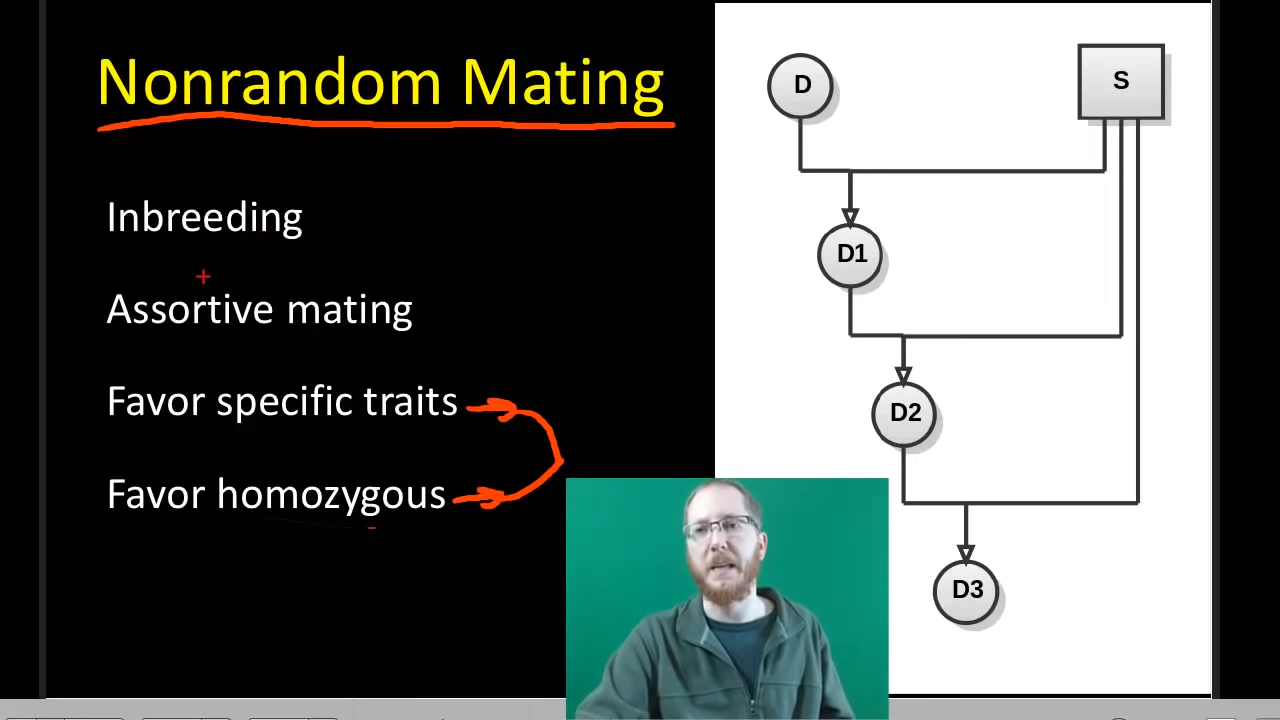 Nonrandom Mating
Inbreeding
+
Assortive mating
Favor specific traits
Favor homozygous
-
D
S
D1
D2
D3